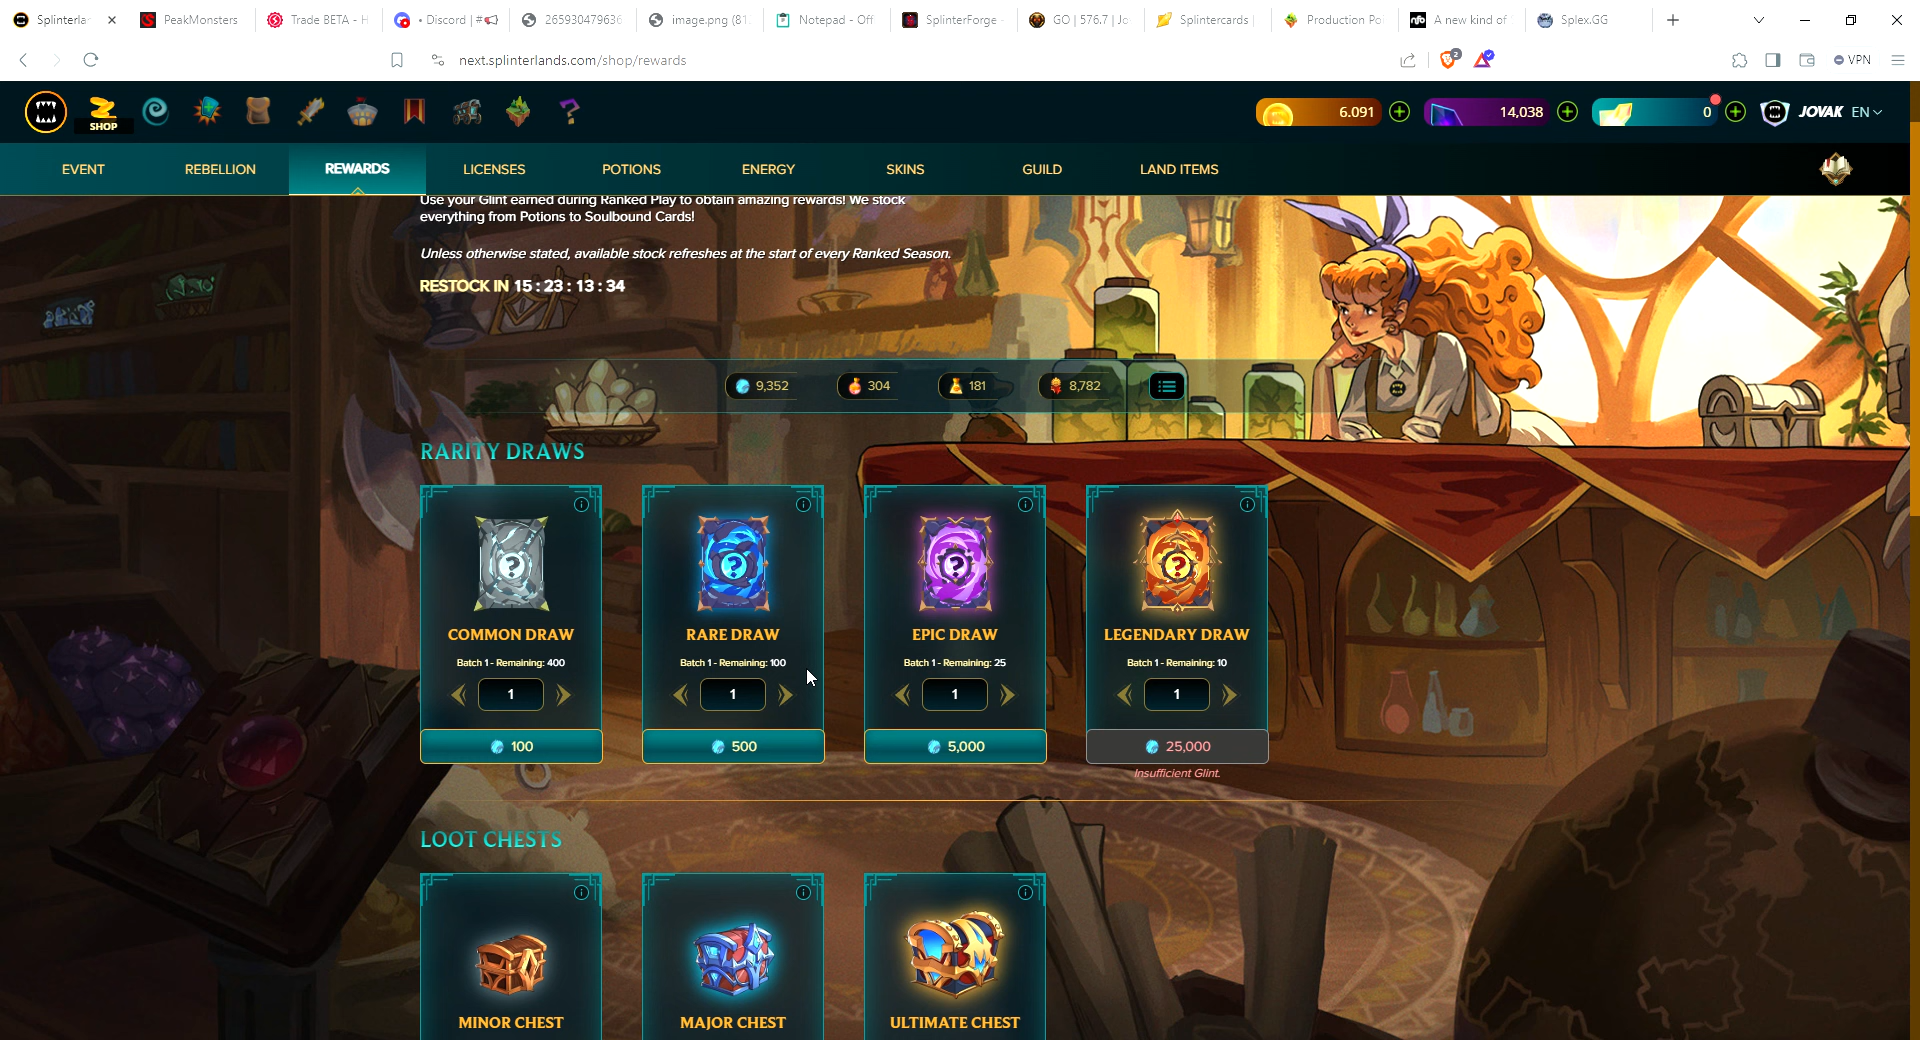 Splinterla
PeakMonsters
Trade BETA - H
• Discord | #
265930479636
image.png (81
Notepad - Off
SplinterForge
GO | 576.7 | Jo
Splintercards |
Production Po
A new kind of
Splex.GG
next.splinterlands.com/shop/rewards
2
VPN
SHOP
6.091
14,038
0
JOVAK
EN
EVENT
REBELLION
REWARDS
LICENSES
POTIONS
ENERGY
SKINS
GUILD
LAND ITEMS
Use your Glint earned during Ranked Play to obtain amazing rewards! We stock
everything from Potions to Soulbound Cards!
Unless otherwise stated, available stock refreshes at the start of every Ranked Season.
RESTOCK IN 15 : 23 : 13 : 34
9,352
304
181
8,782
RARITY DRAWS
COMMON DRAW
RARE DRAW
EPIC DRAW
LEGENDARY DRAW
Batch 1 - Remaining: 400
Batch 1 - Remaining: 100
Batch 1 - Remaining: 25
Batch 1 - Remaining: 10
1
1
1
1
100
500
5,000
25,000
Insufficient Glint.
LOOT CHESTS
MINOR CHEST
MAJOR CHEST
ULTIMATE CHEST